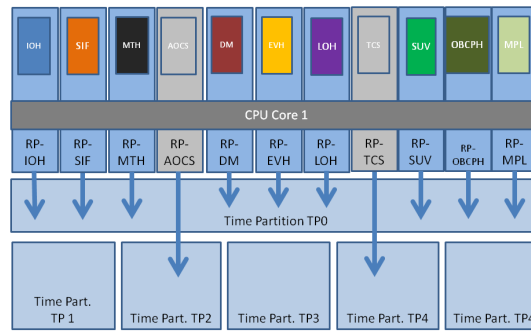 IOH SIF MTH AOCS DM EVH LOH TCS SUV OBCPH MPL
CPU Core 1
RP- RP- RP- RP- RP- RP- RP- RP- RP- RP- RP-
IOH SIF MTH AOCS DM EVH LOH TCS SUV OBCPH MPL
Time Partition TP0
Time Part.
TP 1
Time Part. TP2
Time Part. TP3
Time Part. TP4
Time Part. TP4